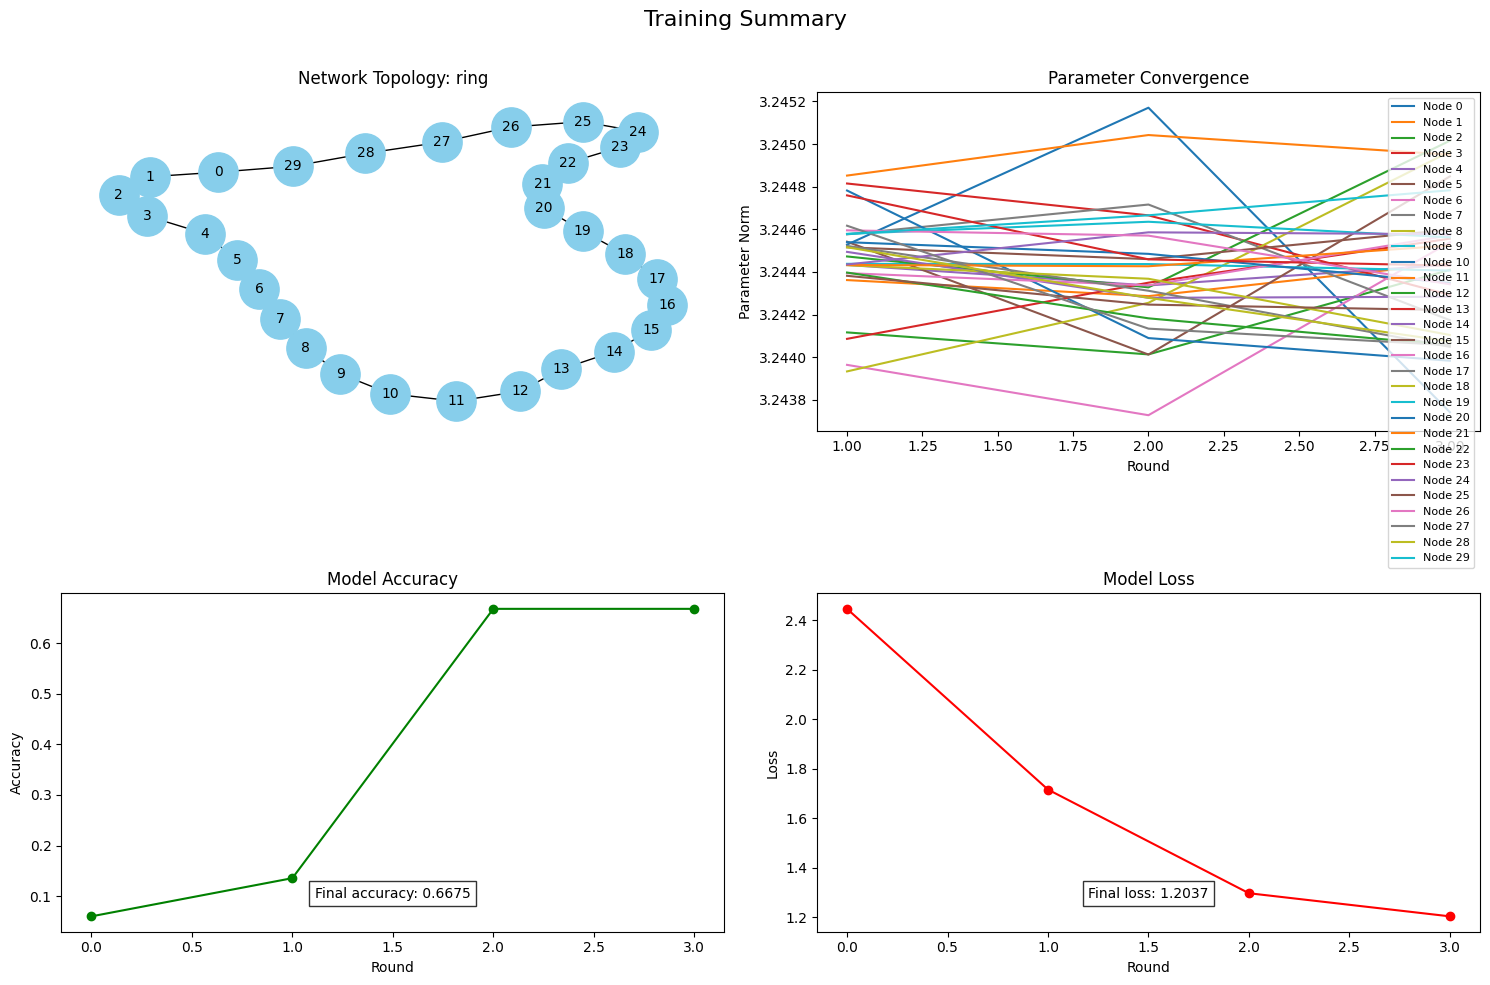 Training Summary
Network Topology: ring
26
25
24
27
23
28
22
29
0
1
21
2
20
3
19
4
18
5
17
6
16
7
15
8
14
13
9
12
10
11
Parameter Convergence
3.2452
3.2450
3.2448
3.2446
3.2444
3.2442
3.2440
3.2438
Parameter Norm
1.00
1.25
1.50
1.75
2.00
2.25
2.50
2.75
3.00
Round
Node 0
Node 1
Node 2
Node 3
Node 4
Node 5
Node 6
Node 7
Node 8
Node 9
Node 10
Node 11
Node 12
Node 13
Node 14
Node 15
Node 16
Node 17
Node 18
Node 19
Node 20
Node 21
Node 22
Node 23
Node 24
Node 25
Node 26
Node 27
Node 28
Node 29
Model Accuracy
0.6
0.5
0.4
0.3
0.2
0.1
Accuracy
Final accuracy: 0.6675
0.0
0.5
1.0
1.5
2.0
2.5
3.0
Round
Model Loss
2.4
2.2
2.0
1.8
1.6
1.4
1.2
Loss
Final loss: 1.2037
0.0
0.5
1.0
1.5
2.0
2.5
3.0
Round